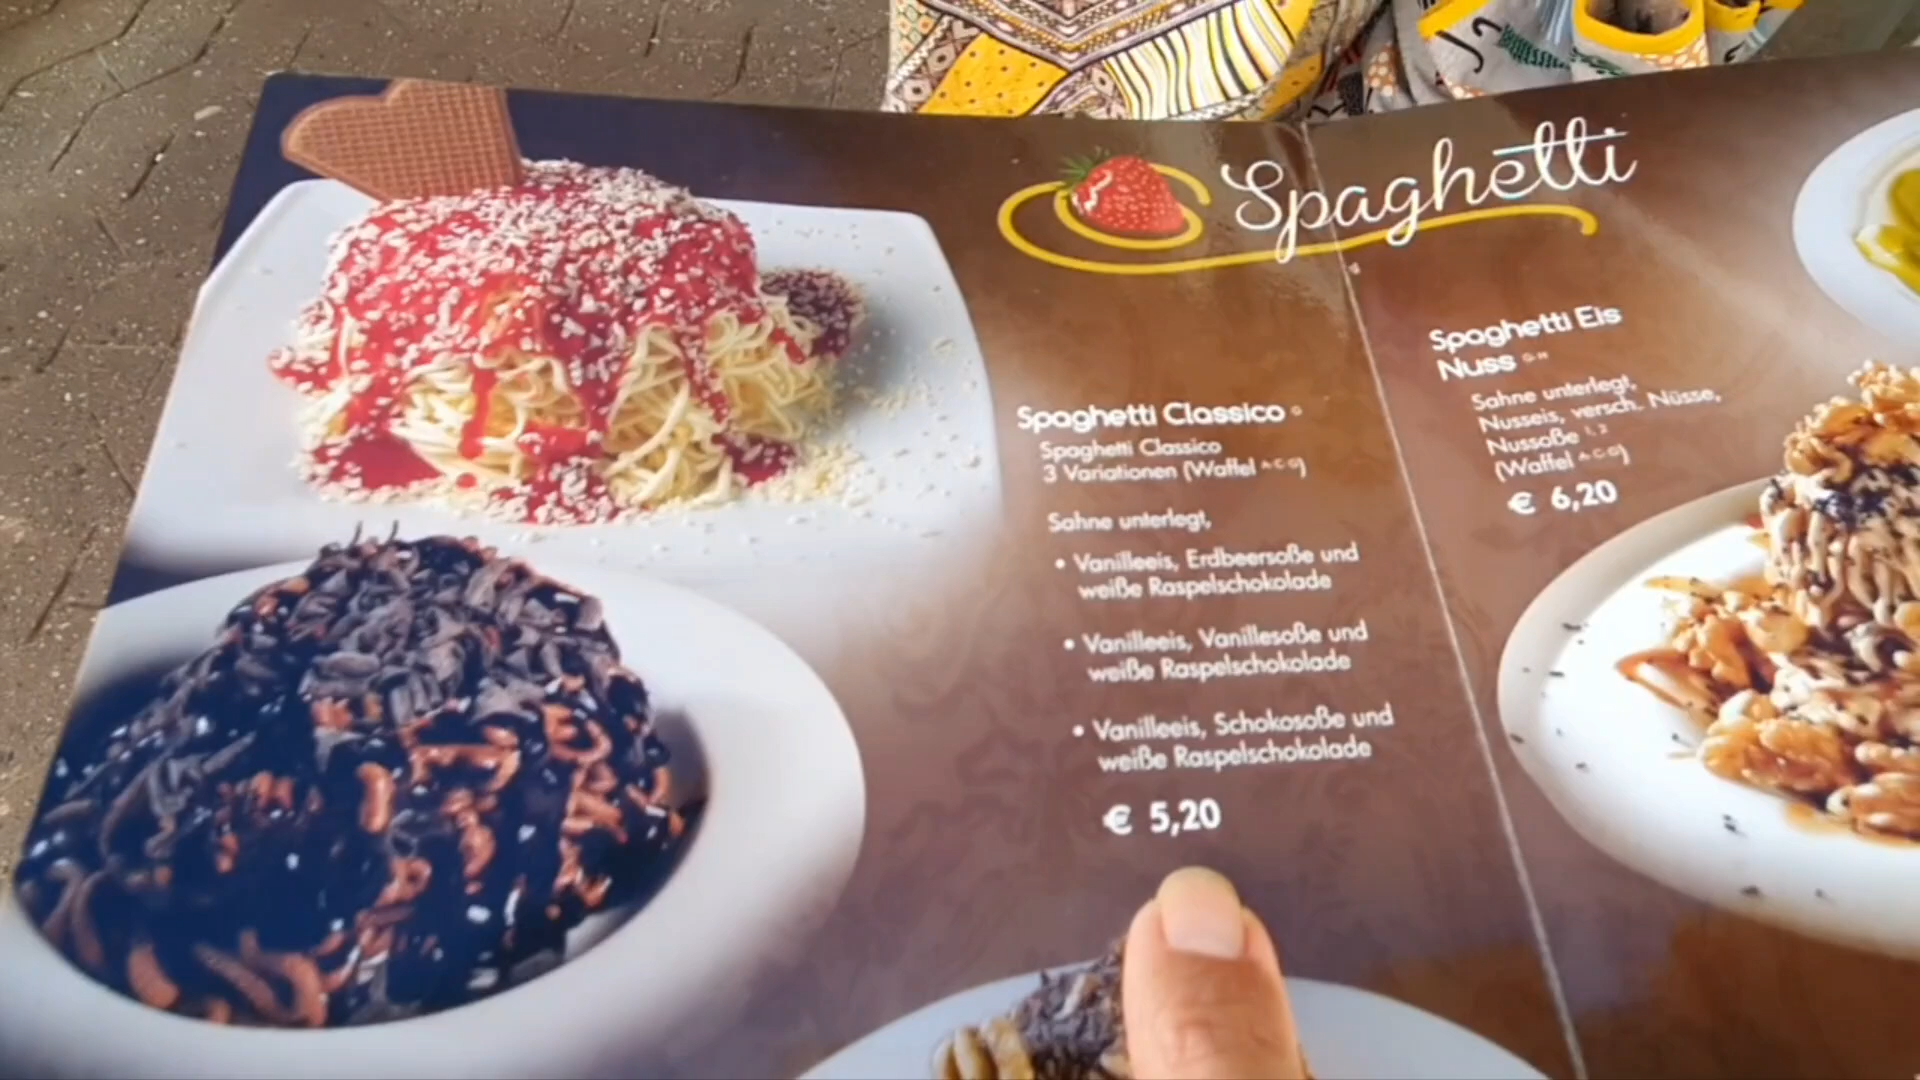 Spaghetti
Spaghetti Classico G
Spaghetti Classico
3 Variationen (Waffel A C G)
Sahne unterlegt,
• Vanilleeis, Erdbeersoße und
weiße Raspelschokolade
• Vanilleeis, Vanillesoße und
weiße Raspelschokolade
• Vanilleeis, Schokosoße und
weiße Raspelschokolade
€ 5,20
Spaghetti Eis
Nuss G H
Sahne unterlegt,
Nusseis, versch. Nüsse,
Nussoße 1, 2
(Waffel A C G)
€ 6,20